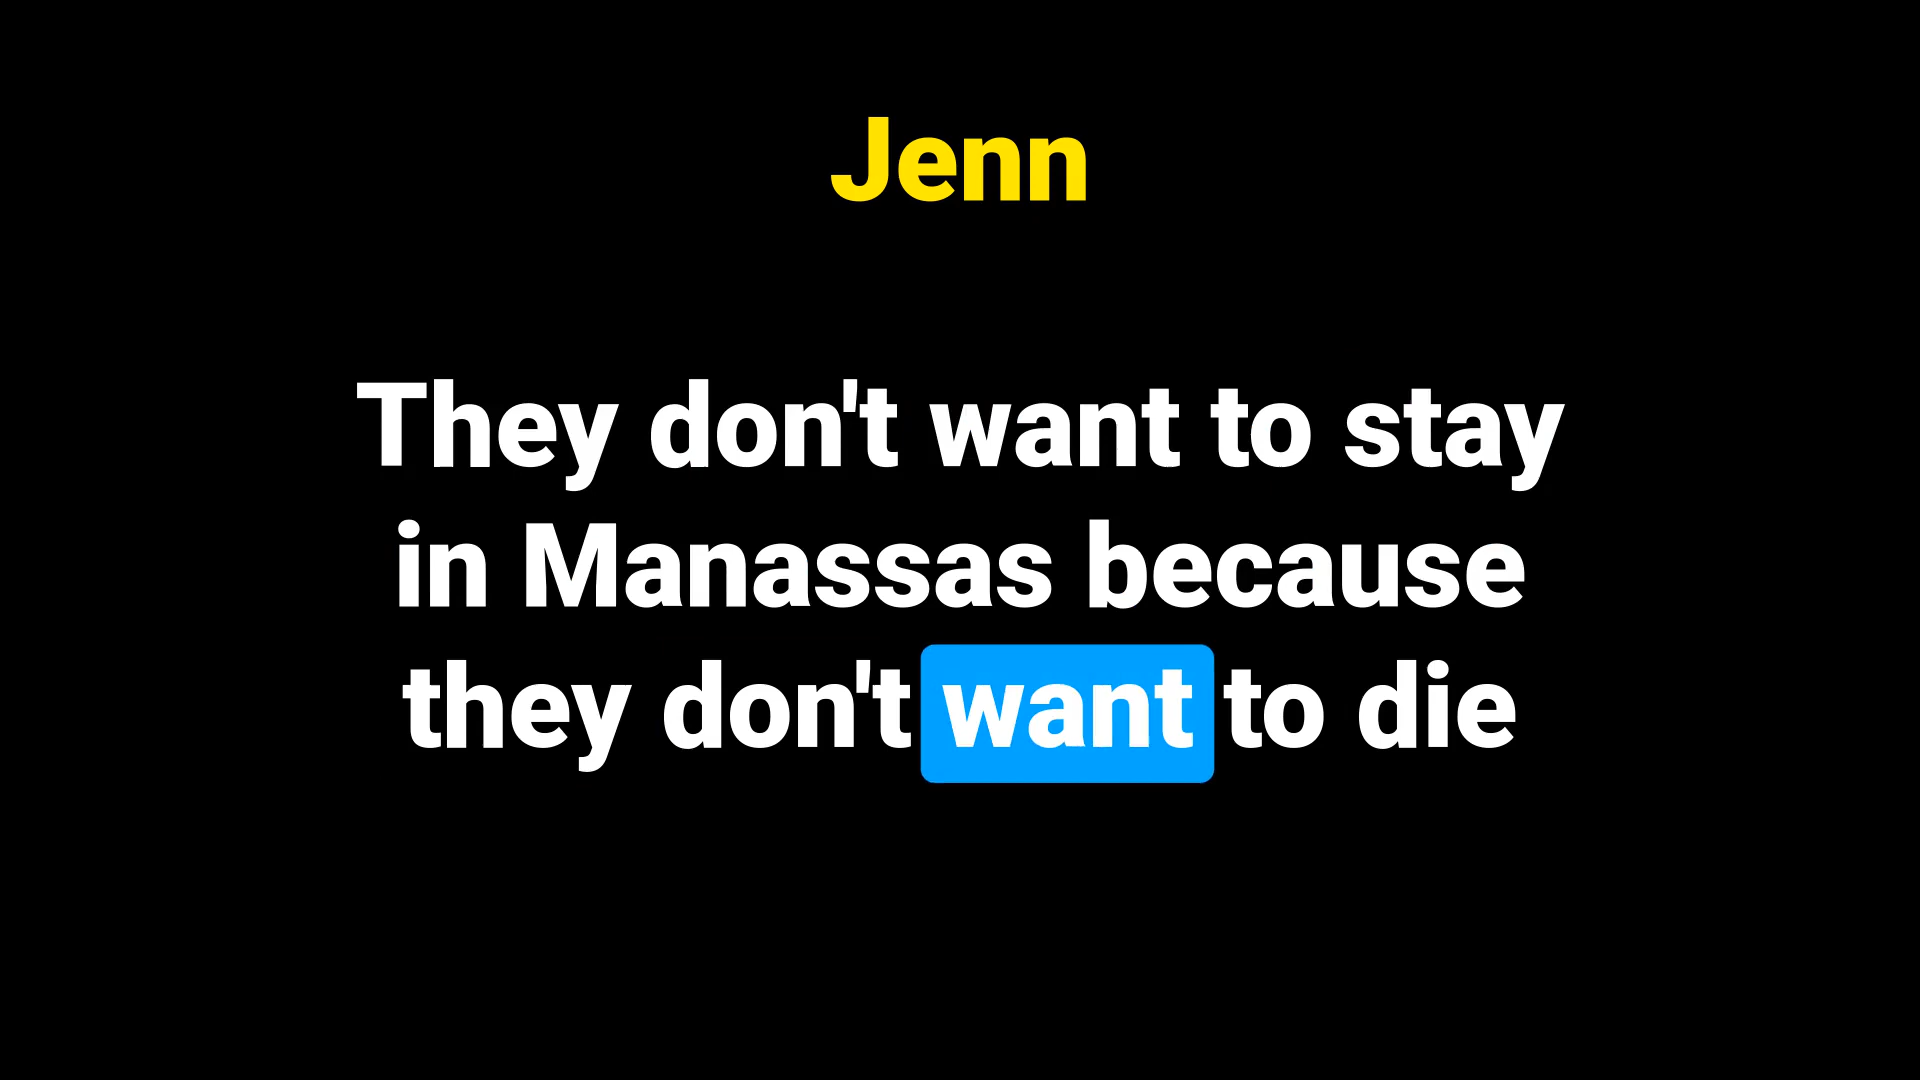 Jenn
They don't want to stay
in Manassas because
they don't want to die